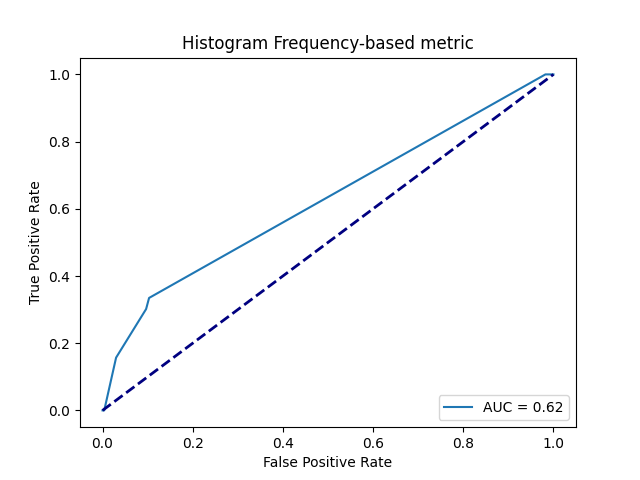 Histogram Frequency-based metric
1.0
0.8
0.6
0.4
0.2
0.0
True Positive Rate
0.0 0.2 0.4 0.6 0.8 1.0
False Positive Rate
AUC = 0.62